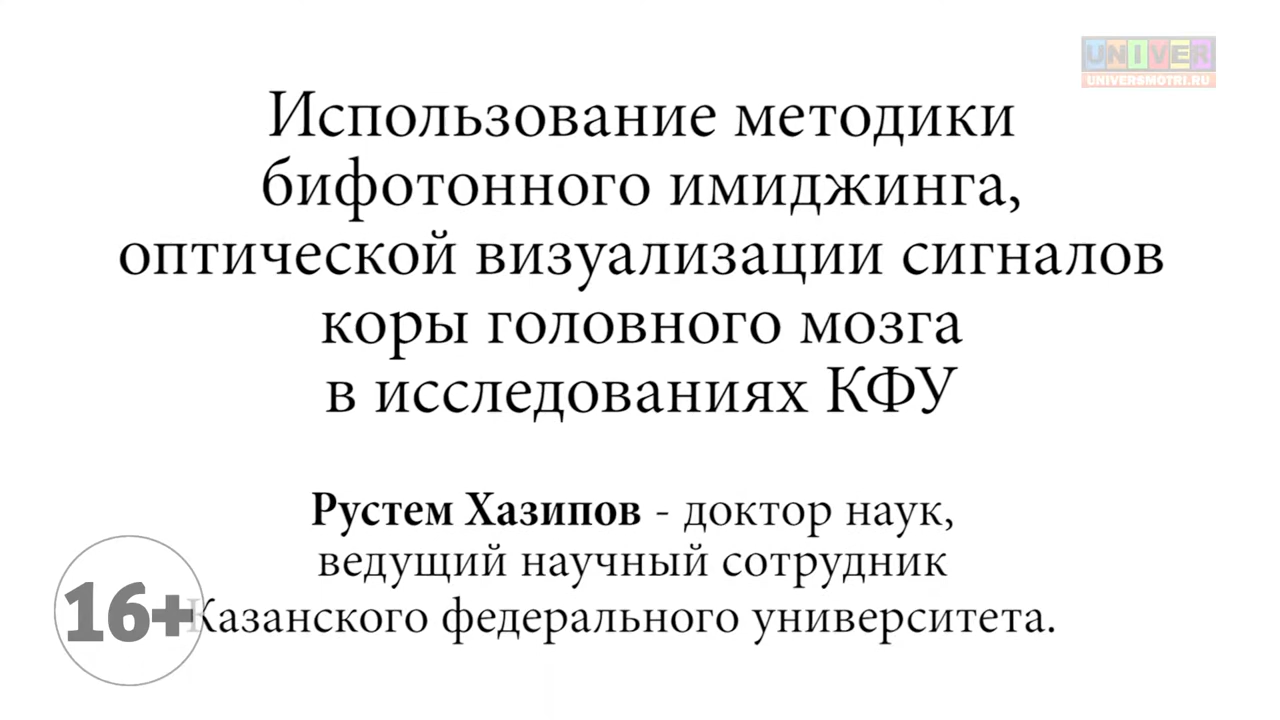 UNIVER
UNIVERSMOTRI.RU
Использование методики
бифотонного имиджинга,
оптической визуализации сигналов
коры головного мозга
в исследованиях КФУ
Рустем Хазипов - доктор наук,
ведущий научный сотрудник
Казанского федерального университета.
16+